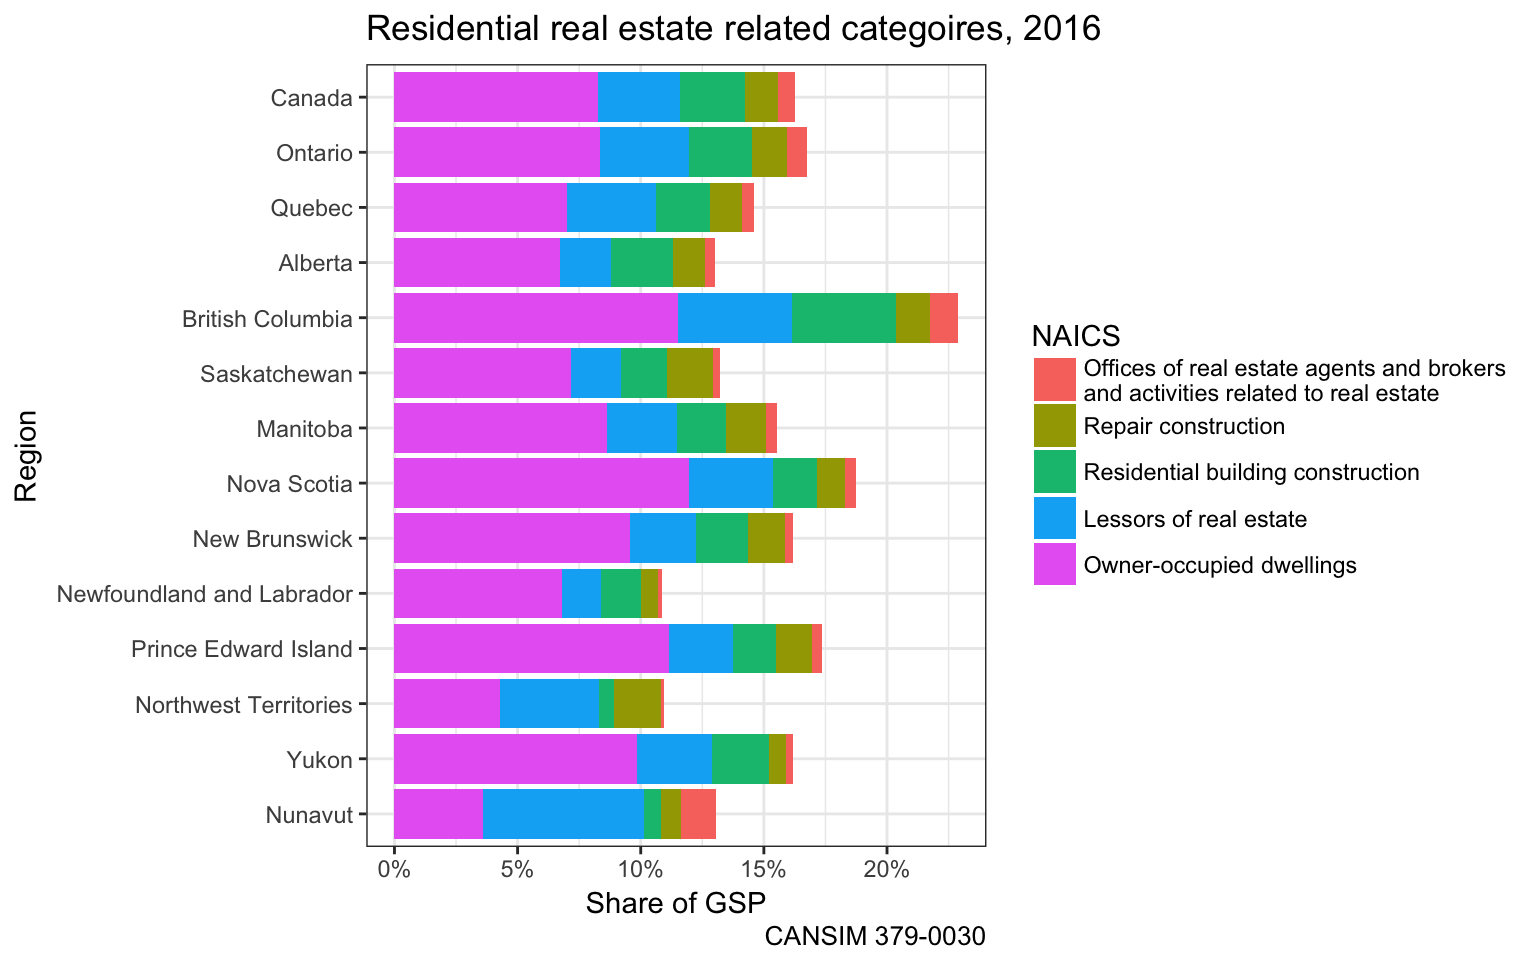 Residential real estate related categoires, 2016
Canada
Ontario
Quebec
Alberta
British Columbia
Saskatchewan
Manitoba
Nova Scotia
New Brunswick
Newfoundland and Labrador
Prince Edward Island
Northwest Territories
Yukon
Nunavut
Region
0% 5% 10% 15% 20%
Share of GSP
CANSIM 379-0030
NAICS
Offices of real estate agents and brokers
and activities related to real estate
Repair construction
Residential building construction
Lessors of real estate
Owner-occupied dwellings